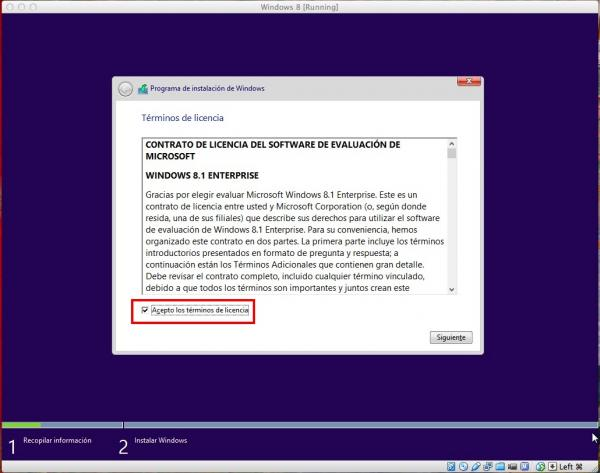 Windows 8 [Running]
Programa de instalación de Windows
Términos de licencia
CONTRATO DE LICENCIA DEL SOFTWARE DE EVALUACIÓN DE
MICROSOFT
WINDOWS 8.1 ENTERPRISE
Gracias por elegir evaluar Microsoft Windows 8.1 Enterprise. Este es un
contrato de licencia entre usted y Microsoft Corporation (o, según donde
resida, una de sus filiales) que describe sus derechos para utilizar el software
de evaluación de Windows 8.1 Enterprise. Para su conveniencia, hemos
organizado este contrato en dos partes. La primera parte incluye los términos
introductorios presentados en formato de pregunta y respuesta; a
continuación están los Términos Adicionales que contienen gran detalle.
Debe revisar el contrato completo, incluido cualquier término vinculado,
debido a que todos los términos son importantes y juntos crean este
Acepto los términos de licencia
Siguiente
1 Recopilar información
2 Instalar Windows
Left ⌘